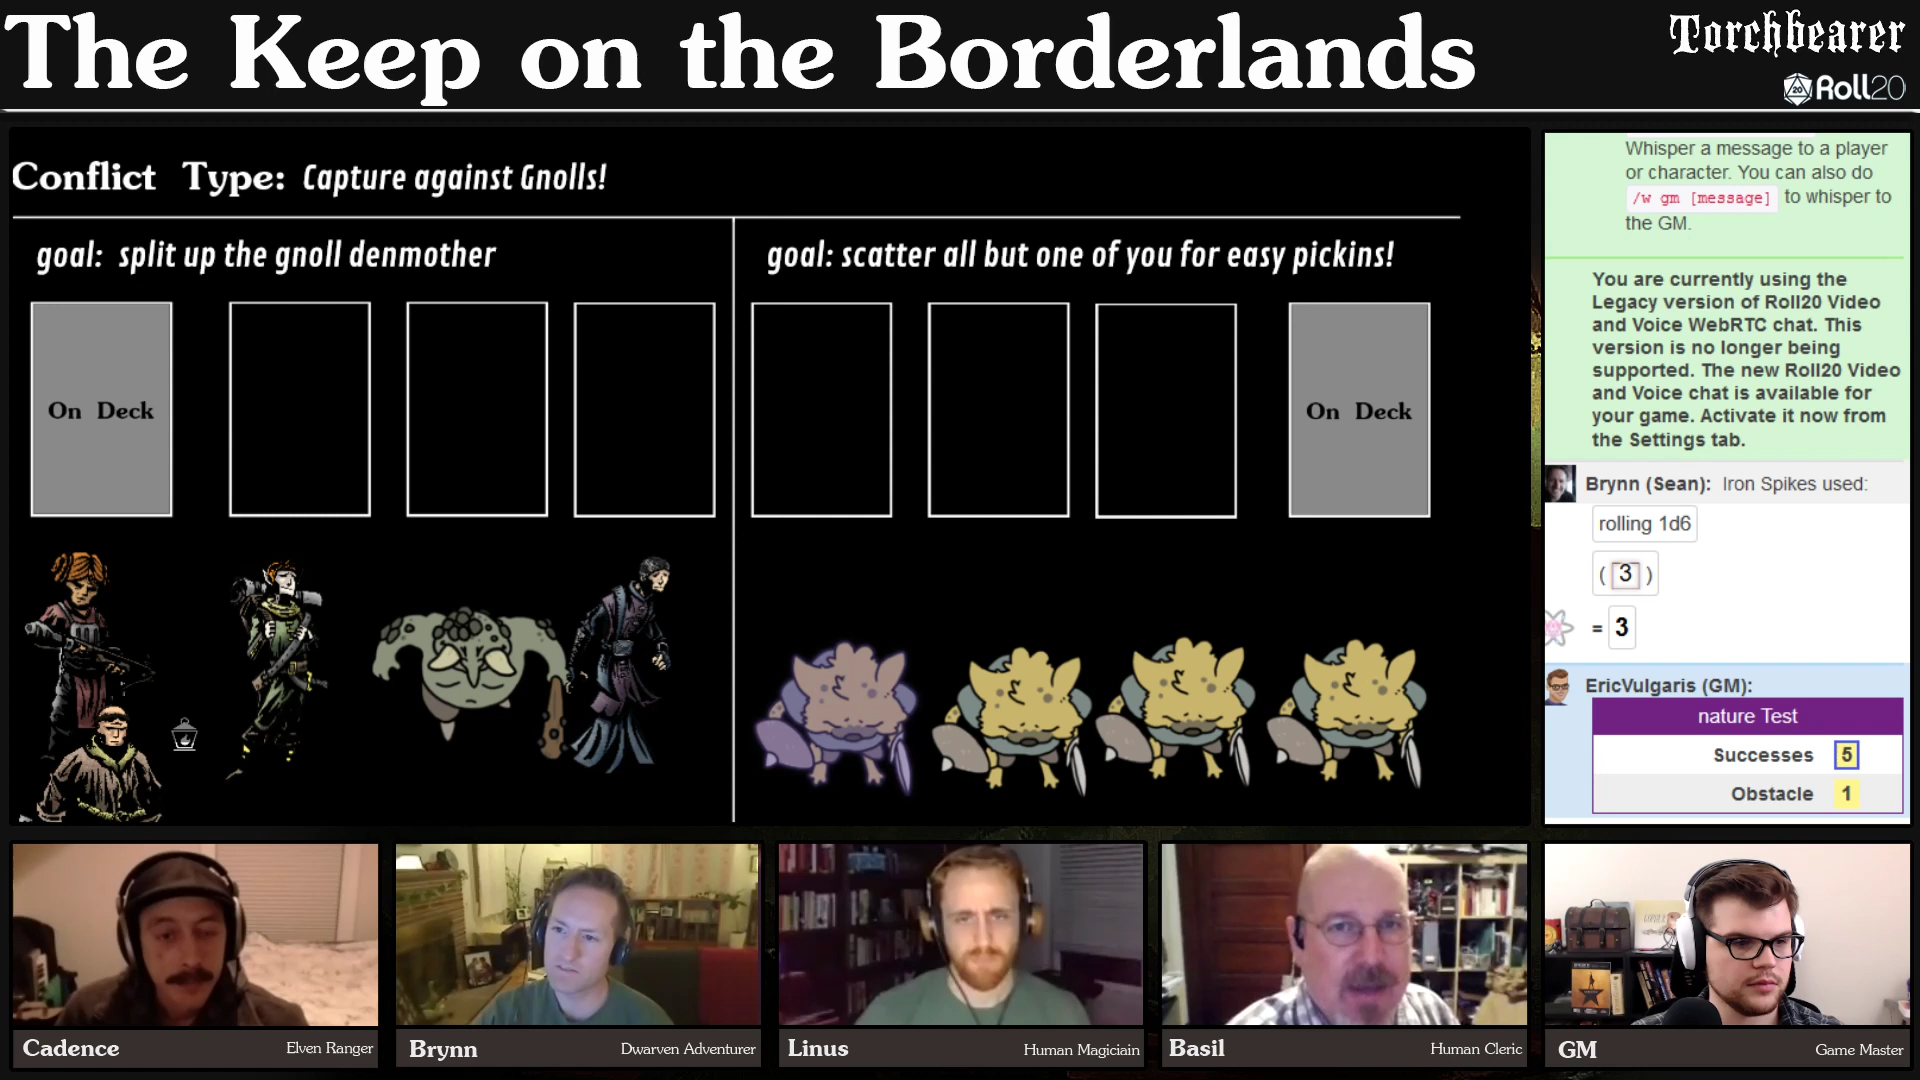 The Keep on the Borderlands
Torchbearer
Roll20
Conflict Type: Capture against Gnolls!
goal: split up the gnoll denmother
goal: scatter all but one of you for easy pickins!
On Deck
On Deck
Whisper a message to a player
or character. You can also do
/w gm [message] to whisper to
the GM.
You are currently using the
Legacy version of Roll20 Video
and Voice WebRTC chat. This
version is no longer being
supported. The new Roll20 Video
and Voice chat is available for
your game. Activate it now from
the Settings tab.
Brynn (Sean): Iron Spikes used:
rolling 1d6
( 3 )
= 3
EricVulgaris (GM):
nature Test
Successes 5
Obstacle 1
Cadence Elven Ranger
Brynn Dwarven Adventurer
Linus Human Magiciain
Basil Human Cleric
GM Game Master